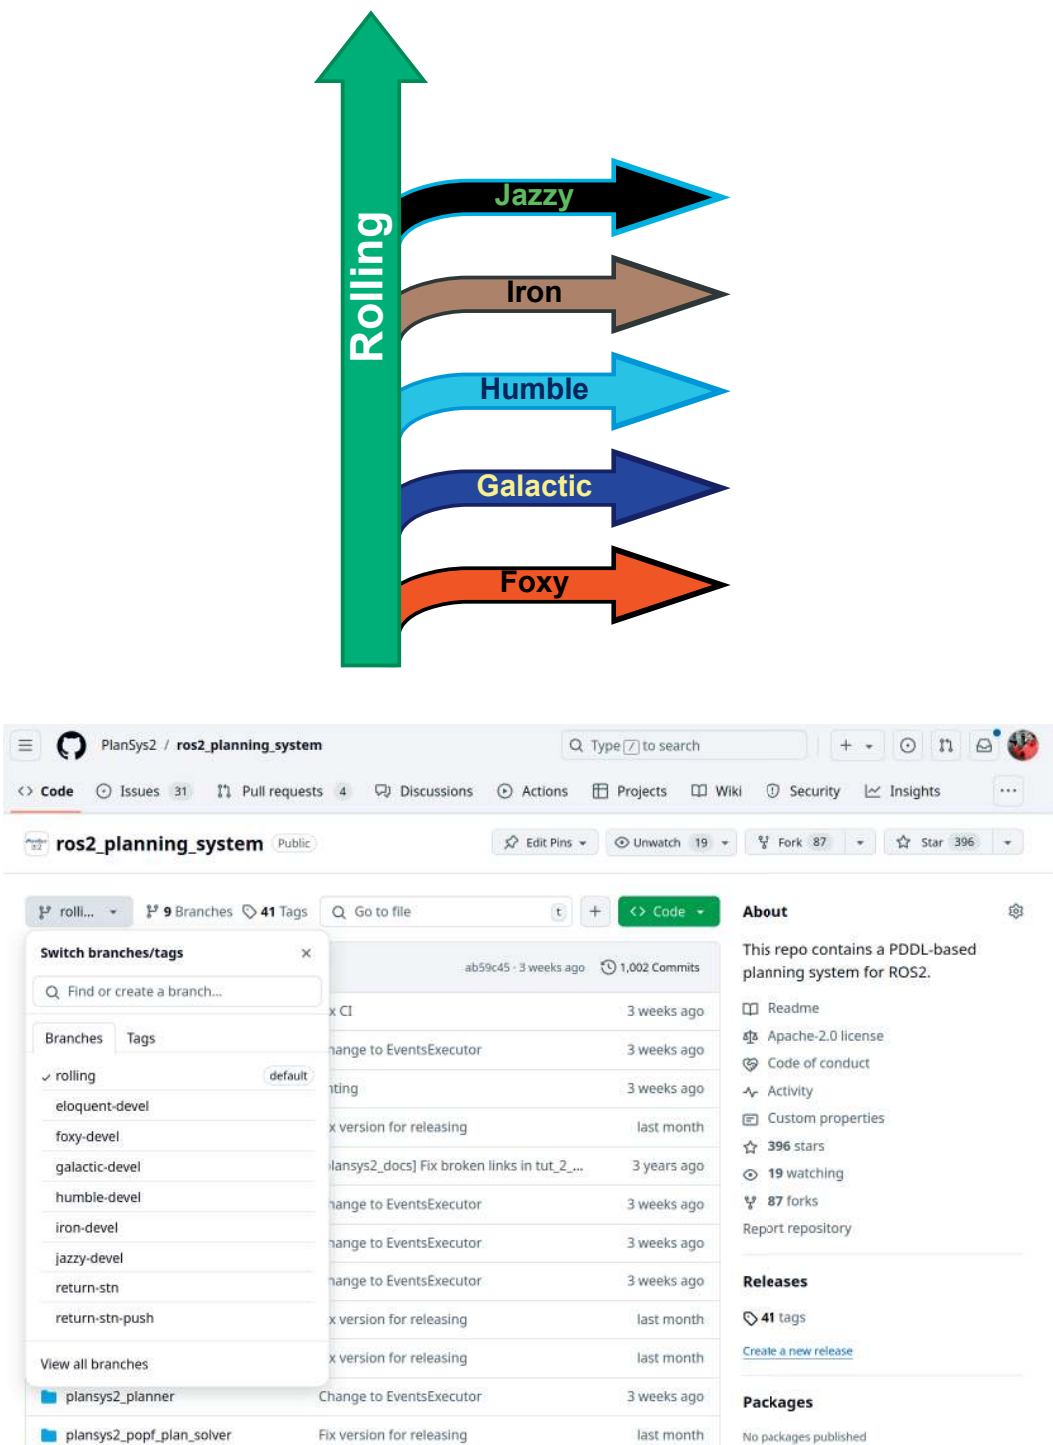 Rolling
Jazzy
Iron
Humble
Galactic
Foxy
PlanSys2 / ros2_planning_system
Type / to search
Code Issues 31 Pull requests 4 Discussions Actions Projects Wiki Security Insights
ros2_planning_system Public Edit Pins Unwatch 19 Fork 87 Star 396
rolli... 9 Branches 41 Tags Go to file t Code
Switch branches/tags
Find or create a branch...
Branches Tags
rolling default
eloquent-devel
foxy-devel
galactic-devel
humble-devel
iron-devel
jazzy-devel
return-stn
return-stn-push
View all branches
ab59c45 · 3 weeks ago 1,002 Commits
x CI 3 weeks ago
hange to EventsExecutor 3 weeks ago
nting 3 weeks ago
x version for releasing last month
plansys2_docs] Fix broken links in tut_2_... 3 years ago
hange to EventsExecutor 3 weeks ago
hange to EventsExecutor 3 weeks ago
hange to EventsExecutor 3 weeks ago
x version for releasing last month
x version for releasing last month
plansys2_planner Change to EventsExecutor 3 weeks ago
plansys2_popf_plan_solver Fix version for releasing last month
About
This repo contains a PDDL-based
planning system for ROS2.
Readme
Apache-2.0 license
Code of conduct
Activity
Custom properties
396 stars
19 watching
87 forks
Report repository
Releases
41 tags
Create a new release
Packages
No packages published